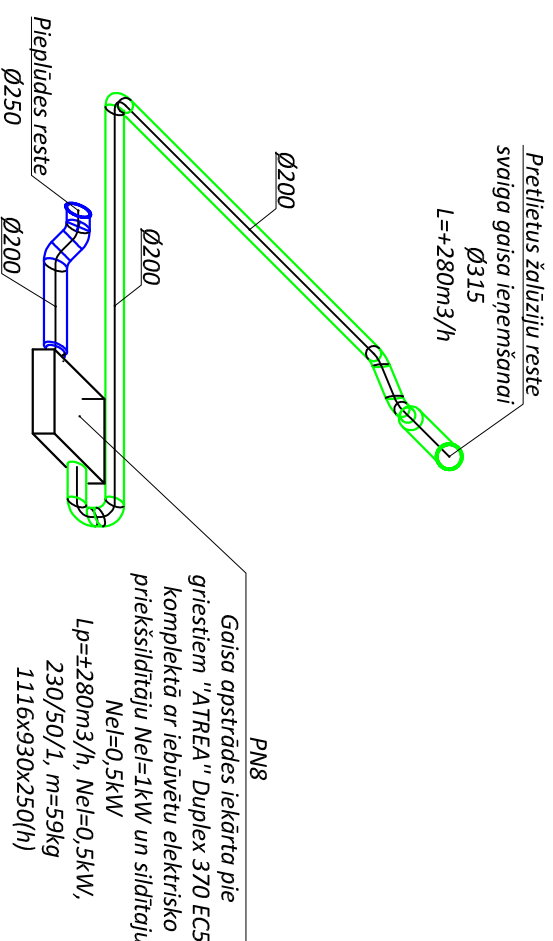 Pretlietus žalūziju reste
svaiga gaisa ieņemšanai
Ø315
L=+280m3/h
Ø200
Ø200
Pieplūdes reste
Ø250
Ø200
PN8
Gaisa apstrādes iekārta pie
griestiem "ATREA" Duplex 370 EC5
komplektā ar iebūvētu elektrisko
priekšsildītāju Nel=1kW un sildītāju
Nel=0,5kW
Lp=±280m3/h, Nel=0,5kW,
230/50/1, m=59kg
1116x930x250(h)